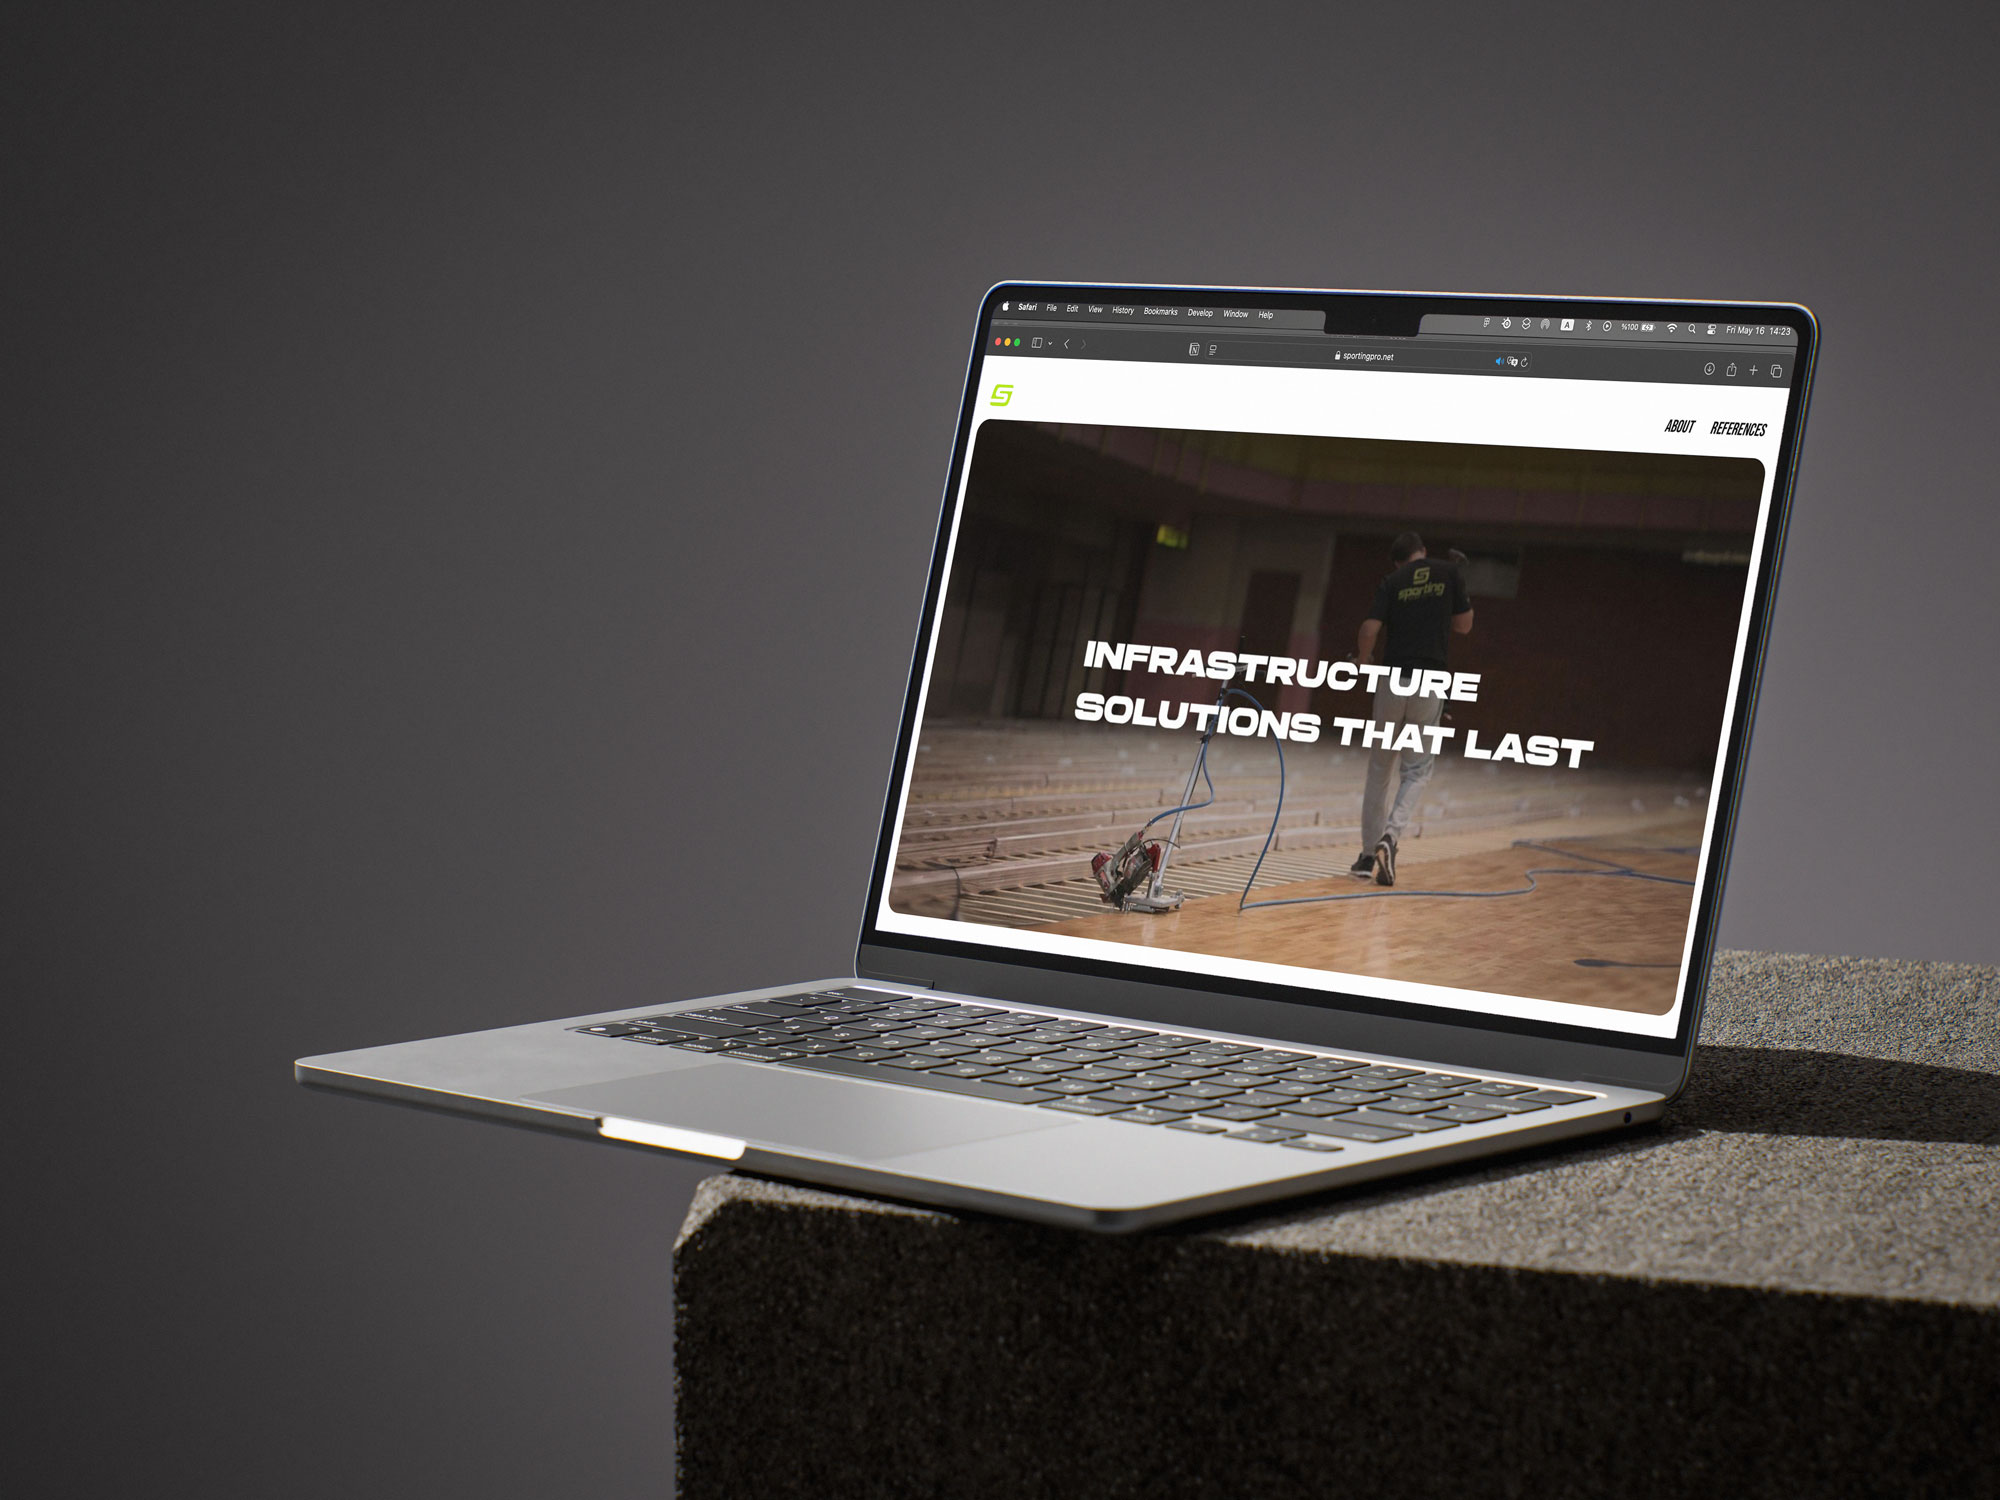 Safari File Edit View History Bookmarks Develop Window Help
A %100 Fri May 16 14:23
sportingpro.net
ABOUT REFERENCES
sporting
INFRASTRUCTURE
SOLUTIONS THAT LAST